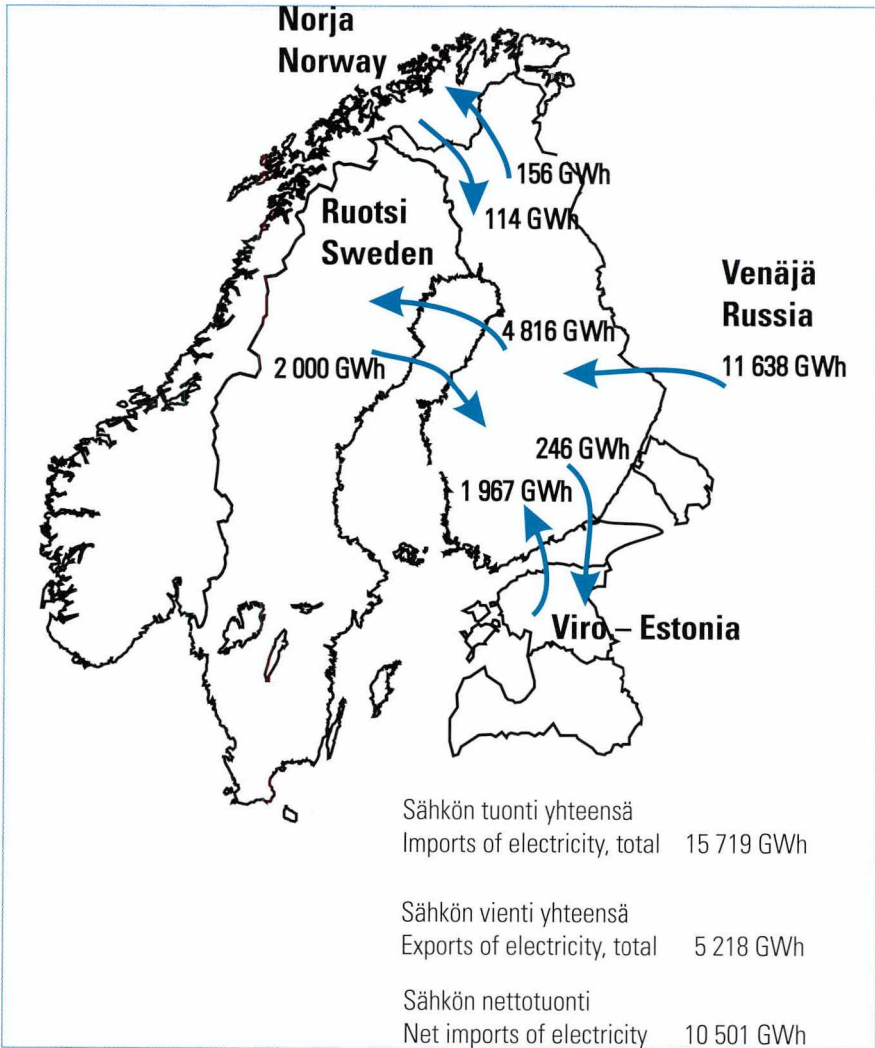 Norja
Norway
156 GWh
114 GWh
Ruotsi
Sweden
Venäjä
Russia
4 816 GWh
2 000 GWh
11 638 GWh
246 GWh
1 967 GWh
Viro – Estonia
Sähkön tuonti yhteensä
Imports of electricity, total 15 719 GWh
Sähkön vienti yhteensä
Exports of electricity, total 5 218 GWh
Sähkön nettotuonti
Net imports of electricity 10 501 GWh